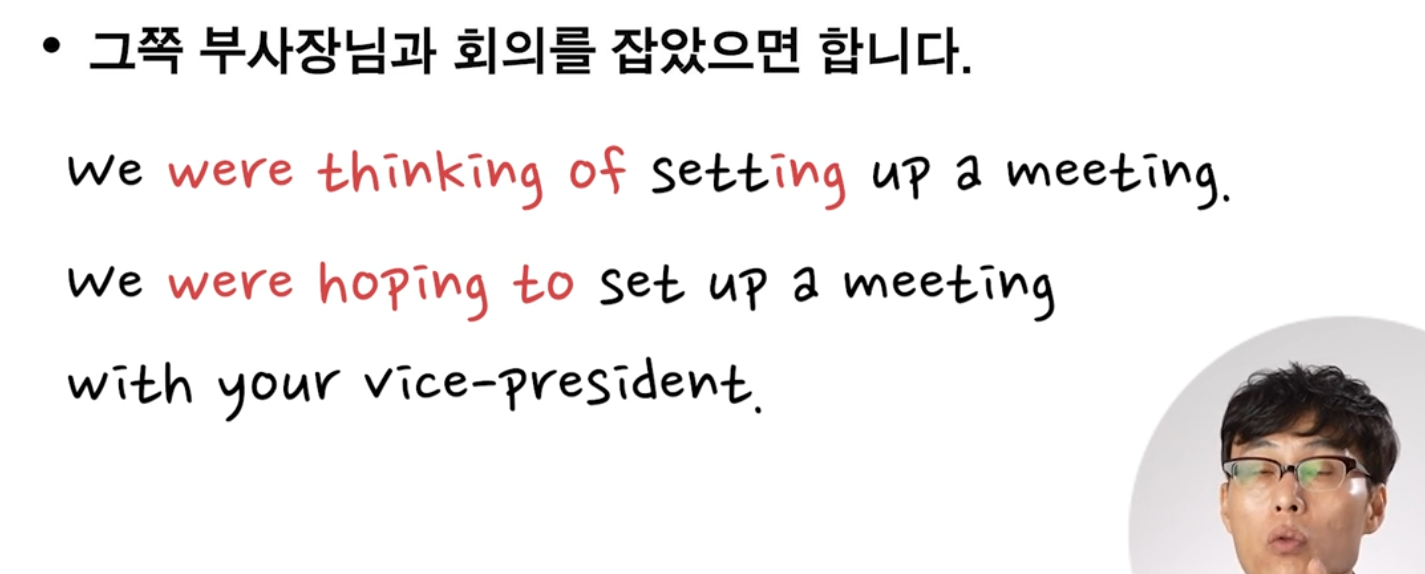 • 그쪽 부사장님과 회의를 잡았으면 합니다.
We were thinking of setting up a meeting.
We were hoping to set up a meeting
with your vice-president.